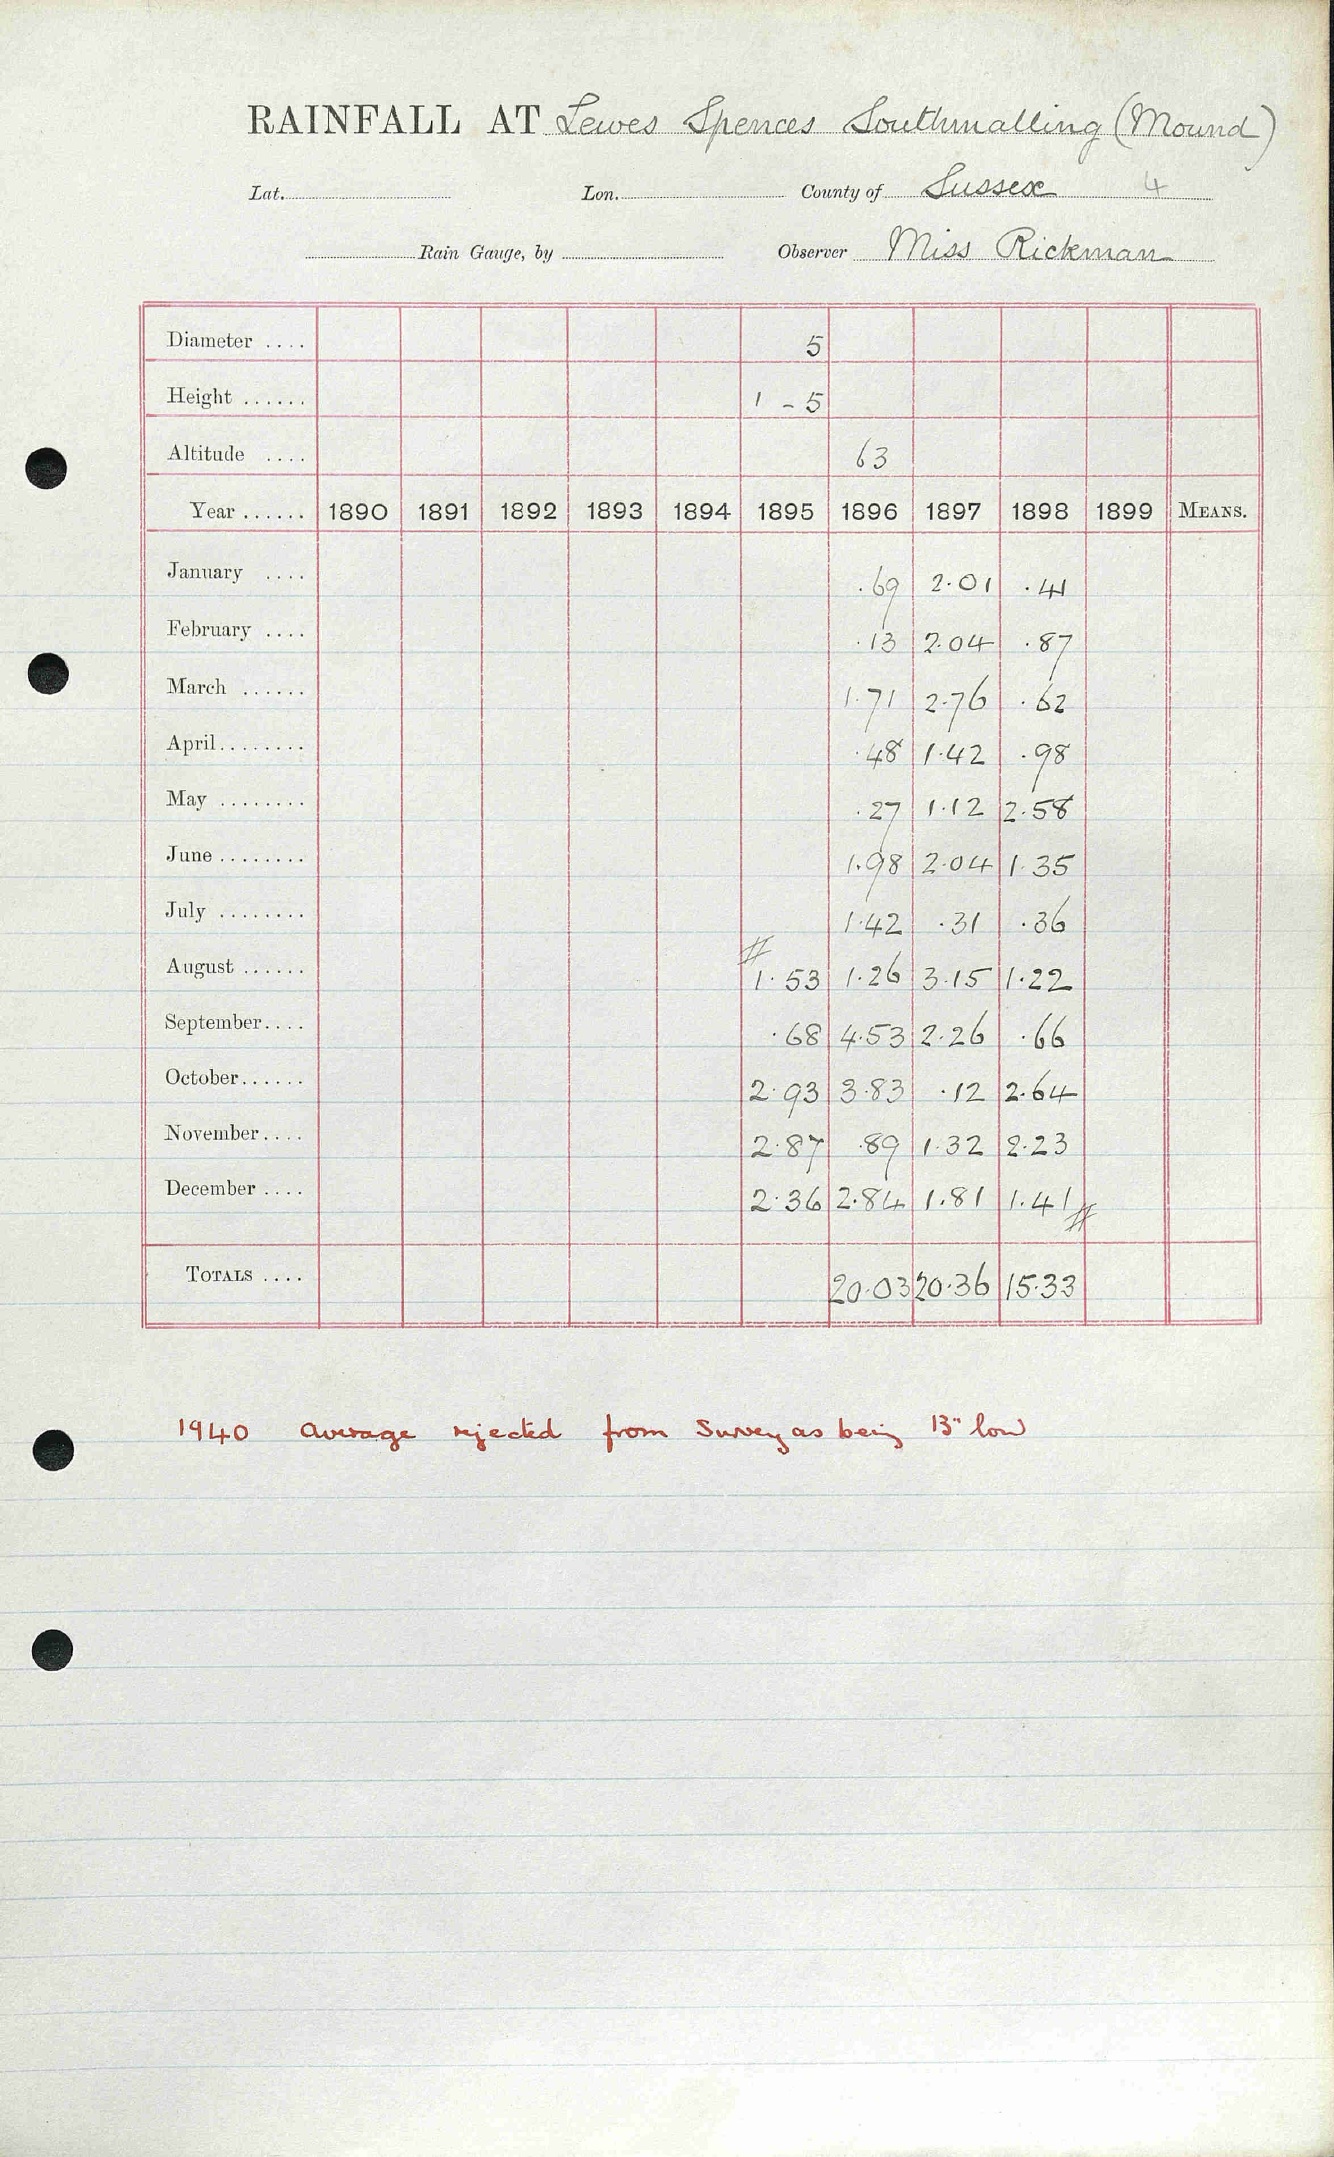 RAINFALL AT Lewes Spences Southmalling (Mound)
Lat. Lon. County of Sussex 4
Rain Gauge, by Observer Miss Rickman
Diameter .... 5
Height ...... 1 - 5
Altitude .... 63
Year ...... 1890 1891 1892 1893 1894 1895 1896 1897 1898 1899 MEANS.
January .... .69 2.01 .41
February .... .13 2.04 .87
March ...... 1.71 2.76 .62
April........ .48 1.42 .98
May ........ .27 1.12 2.58
June ........ 1.98 2.04 1.35
July ........ 1.42 .31 .36
August ...... # 1.53 1.26 3.15 1.22
September.... .68 4.53 2.26 .66
October...... 2.93 3.83 .12 2.64
November.... 2.87 .89 1.32 2.23
December .... 2.36 2.84 1.81 1.41 #
TOTALS .... 20.03 20.36 15.33
1940 average rejected from Survey as being 13" low